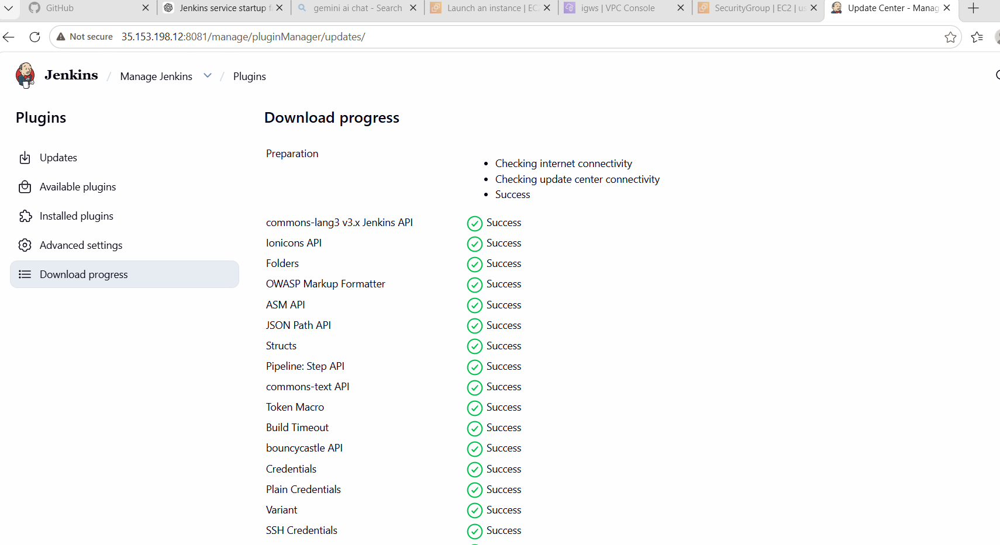 GitHub
Jenkins service startup f
gemini ai chat - Search
Launch an instance | EC
igws | VPC Console
SecurityGroup | EC2 | us
Update Center - Manag
Not secure 35.153.198.12:8081/manage/pluginManager/updates/
Jenkins / Manage Jenkins / Plugins
Plugins
Updates
Available plugins
Installed plugins
Advanced settings
Download progress
Download progress
Preparation
Checking internet connectivity
Checking update center connectivity
Success
commons-lang3 v3.x Jenkins API Success
Ionicons API Success
Folders Success
OWASP Markup Formatter Success
ASM API Success
JSON Path API Success
Structs Success
Pipeline: Step API Success
commons-text API Success
Token Macro Success
Build Timeout Success
bouncycastle API Success
Credentials Success
Plain Credentials Success
Variant Success
SSH Credentials Success